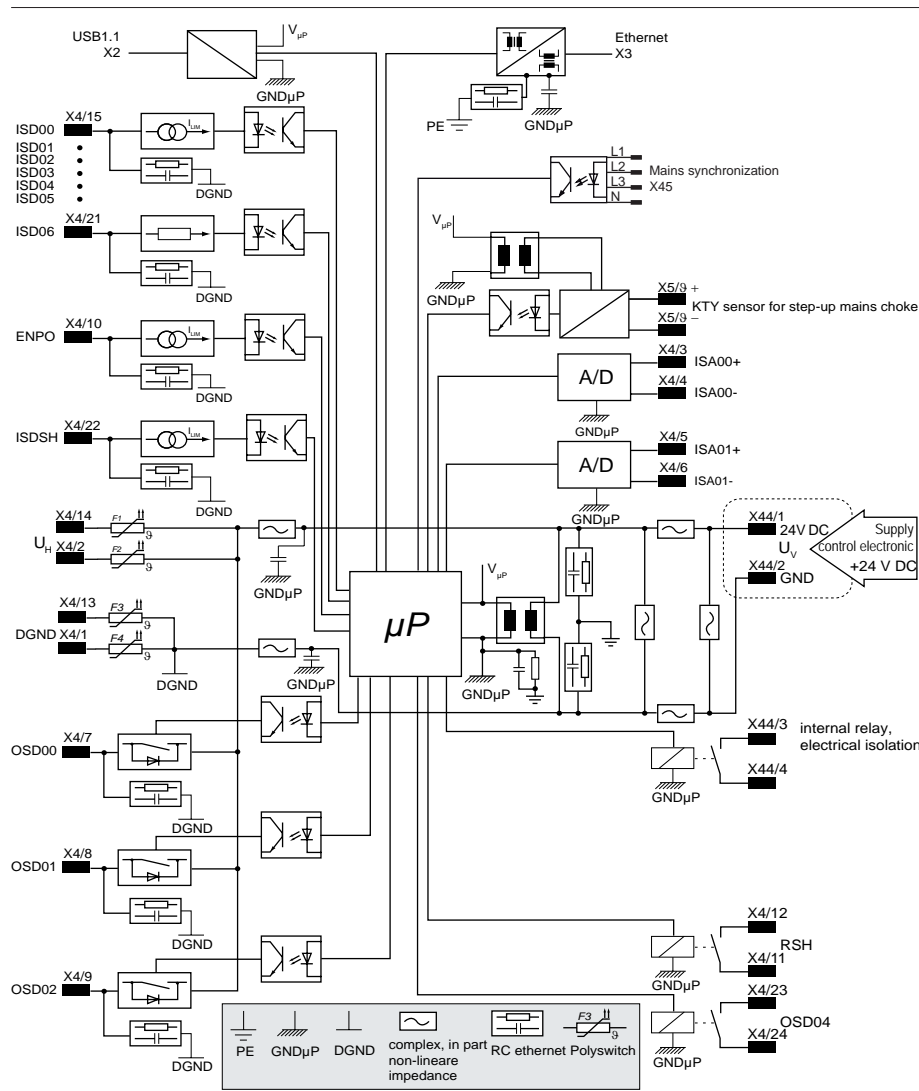 USB1.1
X2
VµP
GNDµP
Ethernet
X3
PE
GNDµP
ISD00
X4/15
ISD01
ISD02
ISD03
ISD04
ISD05
ILIM
DGND
L1
L2
L3
N
Mains synchronization
X45
ISD06
X4/21
DGND
VµP
GNDµP
X5/ϑ +
X5/ϑ –
KTY sensor for step-up mains choke
ENPO
X4/10
ILIM
DGND
A/D
GNDµP
X4/3
ISA00+
X4/4
ISA00-
ISDSH
X4/22
ILIM
DGND
A/D
GNDµP
X4/5
ISA01+
X4/6
ISA01-
X4/14
F1
ϑ
UH
X4/2
F2
ϑ
GNDµP
X44/1
24V DC
UV
X44/2
GND
Supply
control electronic
+24 V DC
X4/13
F3
ϑ
DGND
X4/1
F4
ϑ
DGND
GNDµP
µP
VµP
GNDµP
OSD00
X4/7
DGND
X44/3
X44/4
internal relay,
electrical isolation
GNDµP
OSD01
X4/8
DGND
OSD02
X4/9
DGND
X4/12
RSH
X4/11
GNDµP
X4/23
OSD04
X4/24
GNDµP
PE
GNDµP
DGND
complex, in part
non-lineare
impedance
RC ethernet
F3
ϑ
Polyswitch